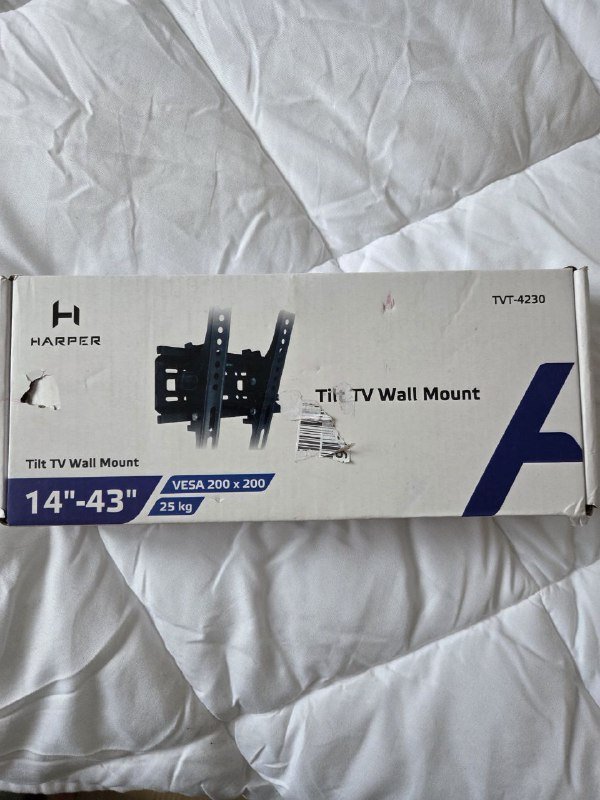 HARPER
TVT-4230
Tilt TV Wall Mount
Tilt TV Wall Mount
14"-43"
VESA 200 x 200
25 kg